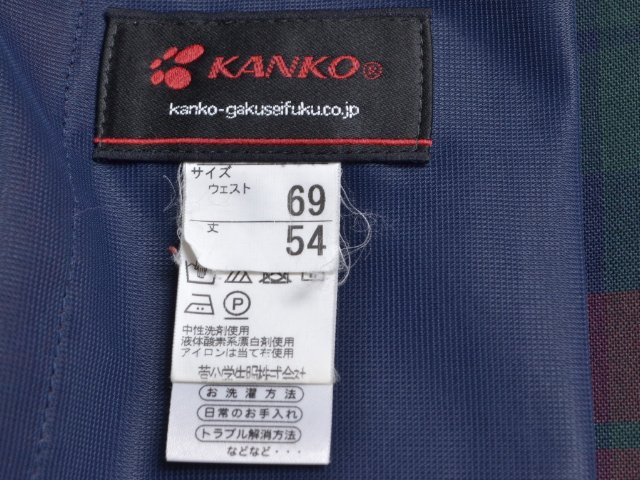 KANKO®
kanko-gakuseifuku.co.jp
サイズ
ウェスト
69
丈
54
中性洗剤使用
液体酸素系漂白剤使用
アイロンは当て布使用
お洗濯方法
日常のお手入れ
トラブル解消方法
などなど・・・